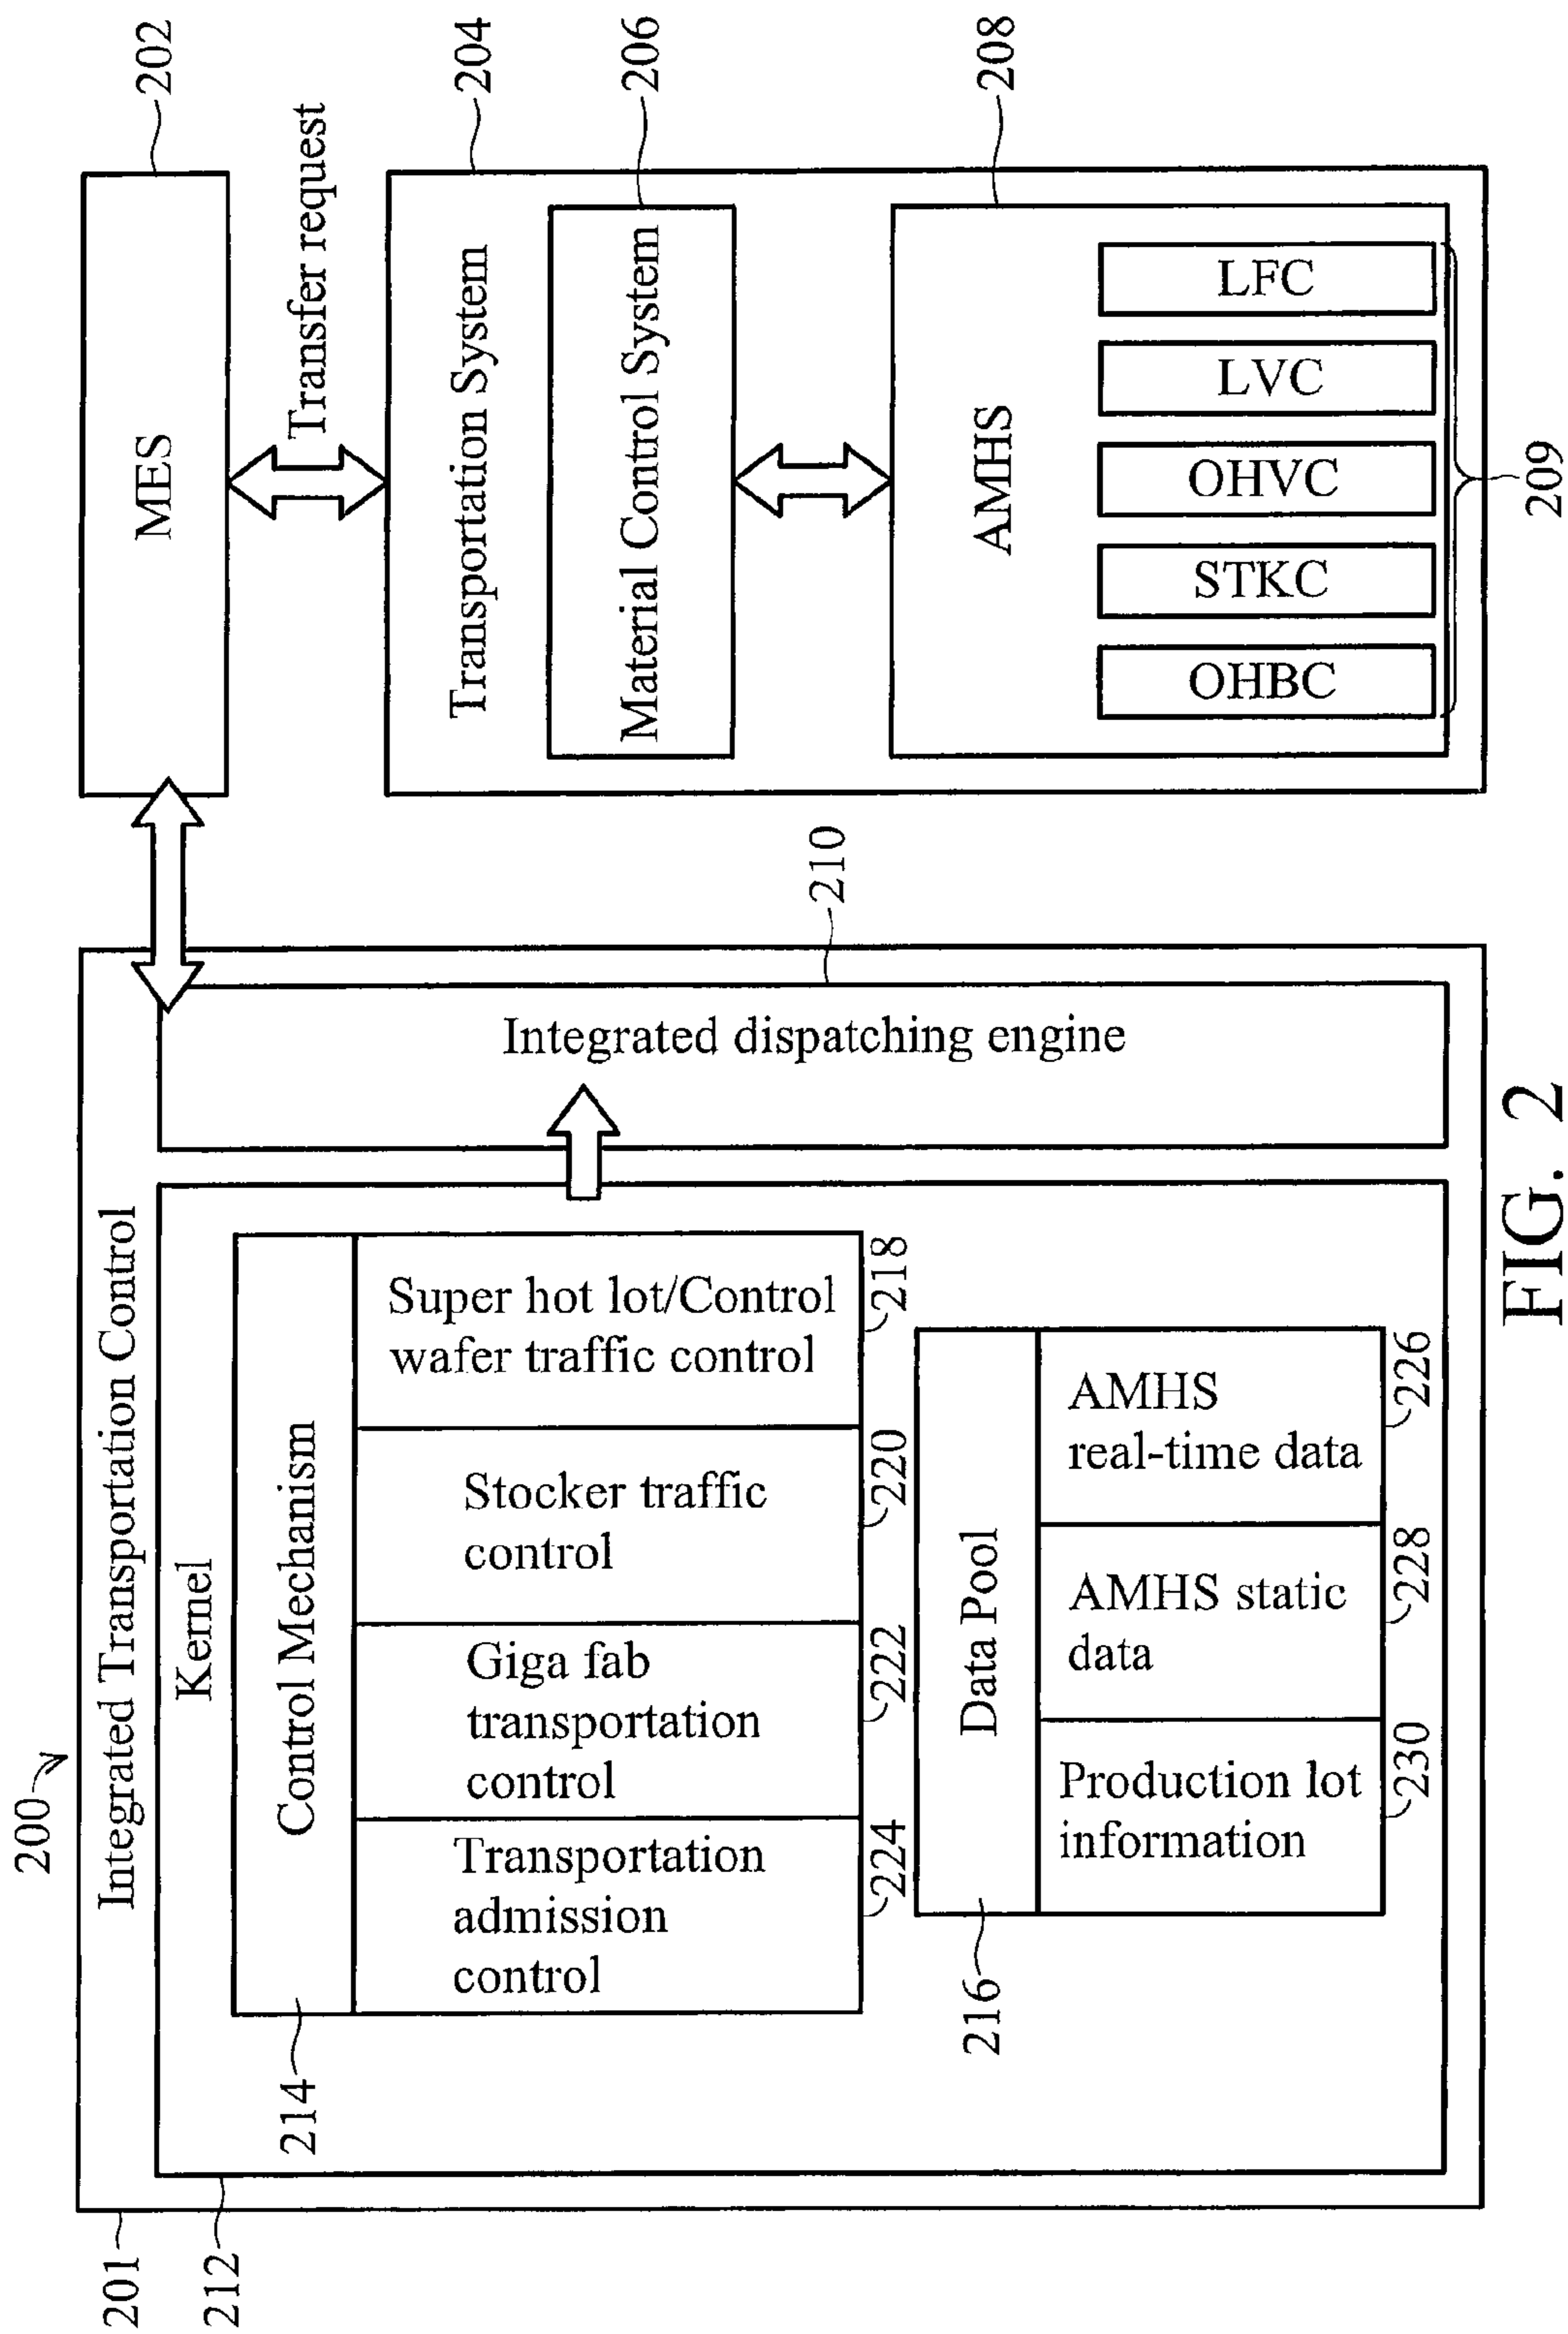 200
201
Integrated Transportation Control
212
Kernel
214
Control Mechanism
Transportation
admission
control
224
Giga fab
transportation
control
222
Stocker traffic
control
220
Super hot lot/Control
wafer traffic control
218
216
Data Pool
Production lot
information
230
AMHS static
data
228
AMHS
real-time data
226
Integrated dispatching engine
210
MES
202
Transfer request
204
Transportation System
206
Material Control System
208
AMHS
OHBC
STKC
OHVC
LVC
LFC
209
FIG. 2